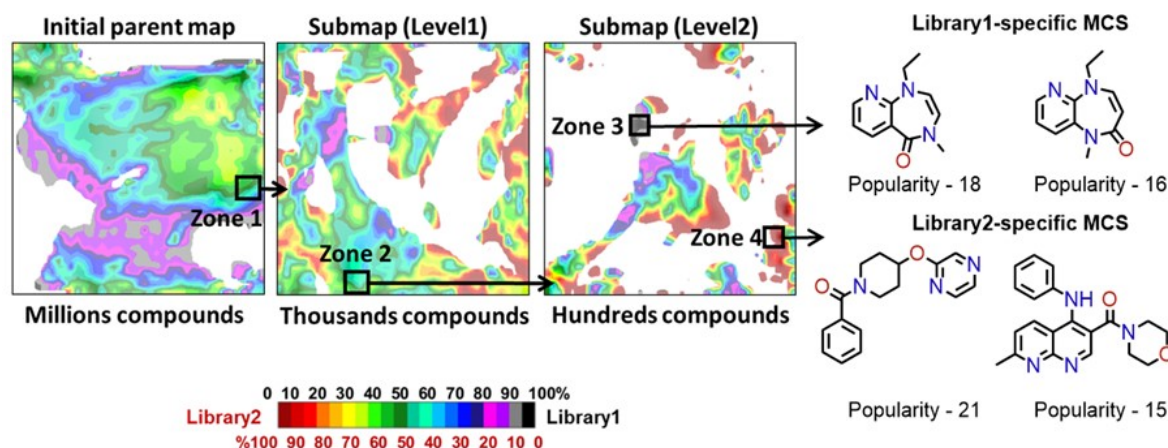 Initial parent map
Submap (Level1)
Submap (Level2)
Zone 1
Zone 2
Zone 3
Zone 4
Millions compounds
Thousands compounds
Hundreds compounds
Library1-specific MCS
N
N
N
O
N
N
N
O
Popularity - 18
Popularity - 16
Library2-specific MCS
O
N
N
N
O
NH
O
N
O
N
N
Popularity - 21
Popularity - 15
0 10 20 30 40 50 60 70 80 90 100%
Library2
Library1
%100 90 80 70 60 50 40 30 20 10 0